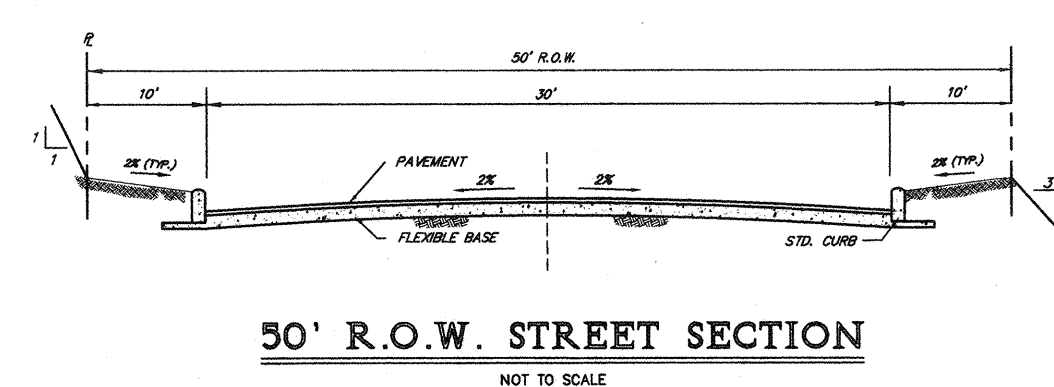 ℄
50' R.O.W.
10' 30' 10'
1
1
2% (TYP.)
PAVEMENT
2% 2%
2% (TYP.)
3
FLEXIBLE BASE
STD. CURB
50' R.O.W. STREET SECTION
NOT TO SCALE